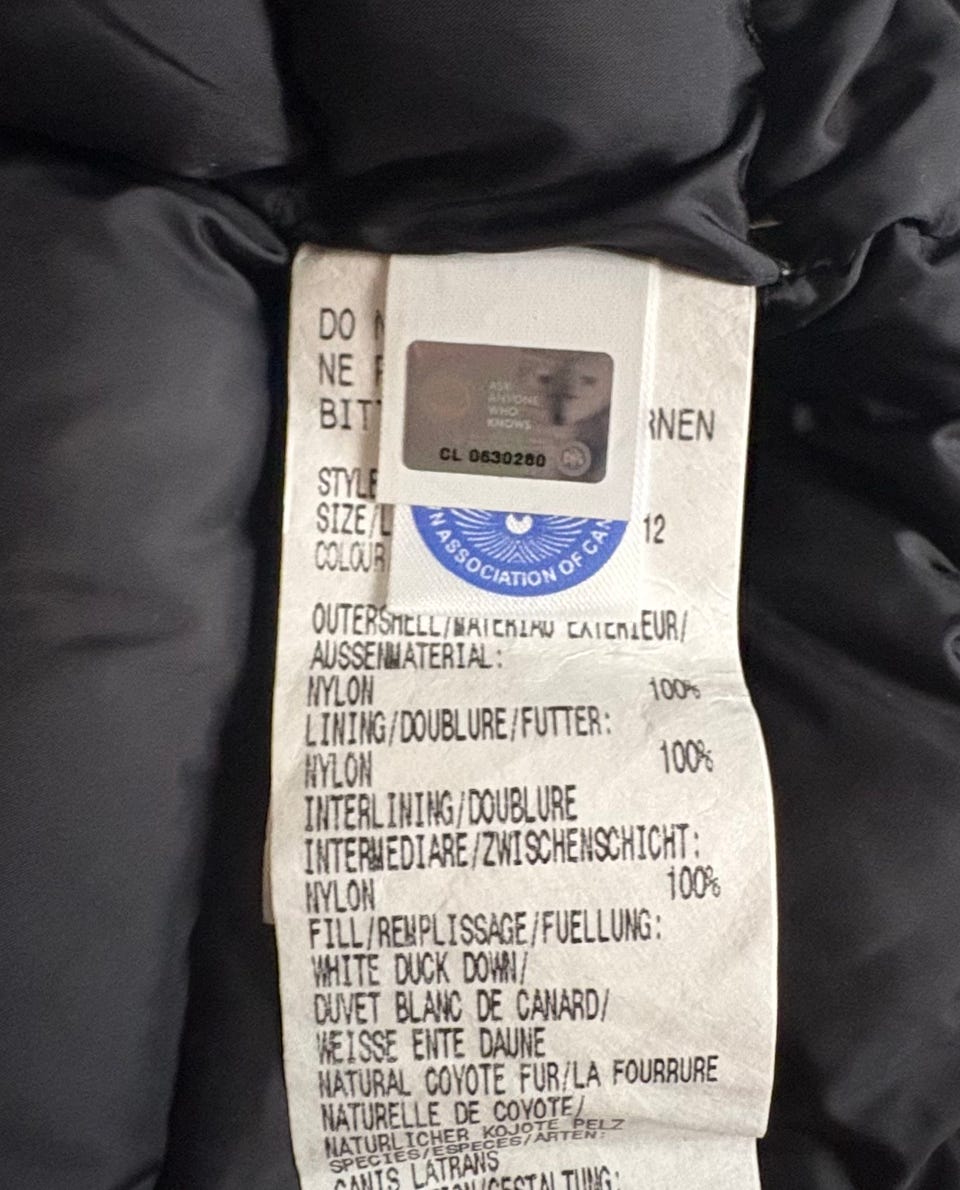 DO
NE
BITT
RNEN
ASK
ANYONE
WHO
KNOWS
CL 0630280
STYLE
SIZE/L
12
COLOUR
N ASSOCIATION OF CAN
OUTERSHELL/MATERIAU EXTERIEUR/
AUSSENMATERIAL:
NYLON 100%
LINING/DOUBLURE/FUTTER:
NYLON 100%
INTERLINING/DOUBLURE
INTERMEDIARE/ZWISCHENSCHICHT:
NYLON 100%
FILL/REMPLISSAGE/FUELLUNG:
WHITE DUCK DOWN/
DUVET BLANC DE CANARD/
WEISSE ENTE DAUNE
NATURAL COYOTE FUR/LA FOURRURE
NATURELLE DE COYOTE/
NATURLICHER KOJOTE PELZ
SPECIES/ESPECES/ARTEN:
CANIS LATRANS
ION/GESTALTUNG: